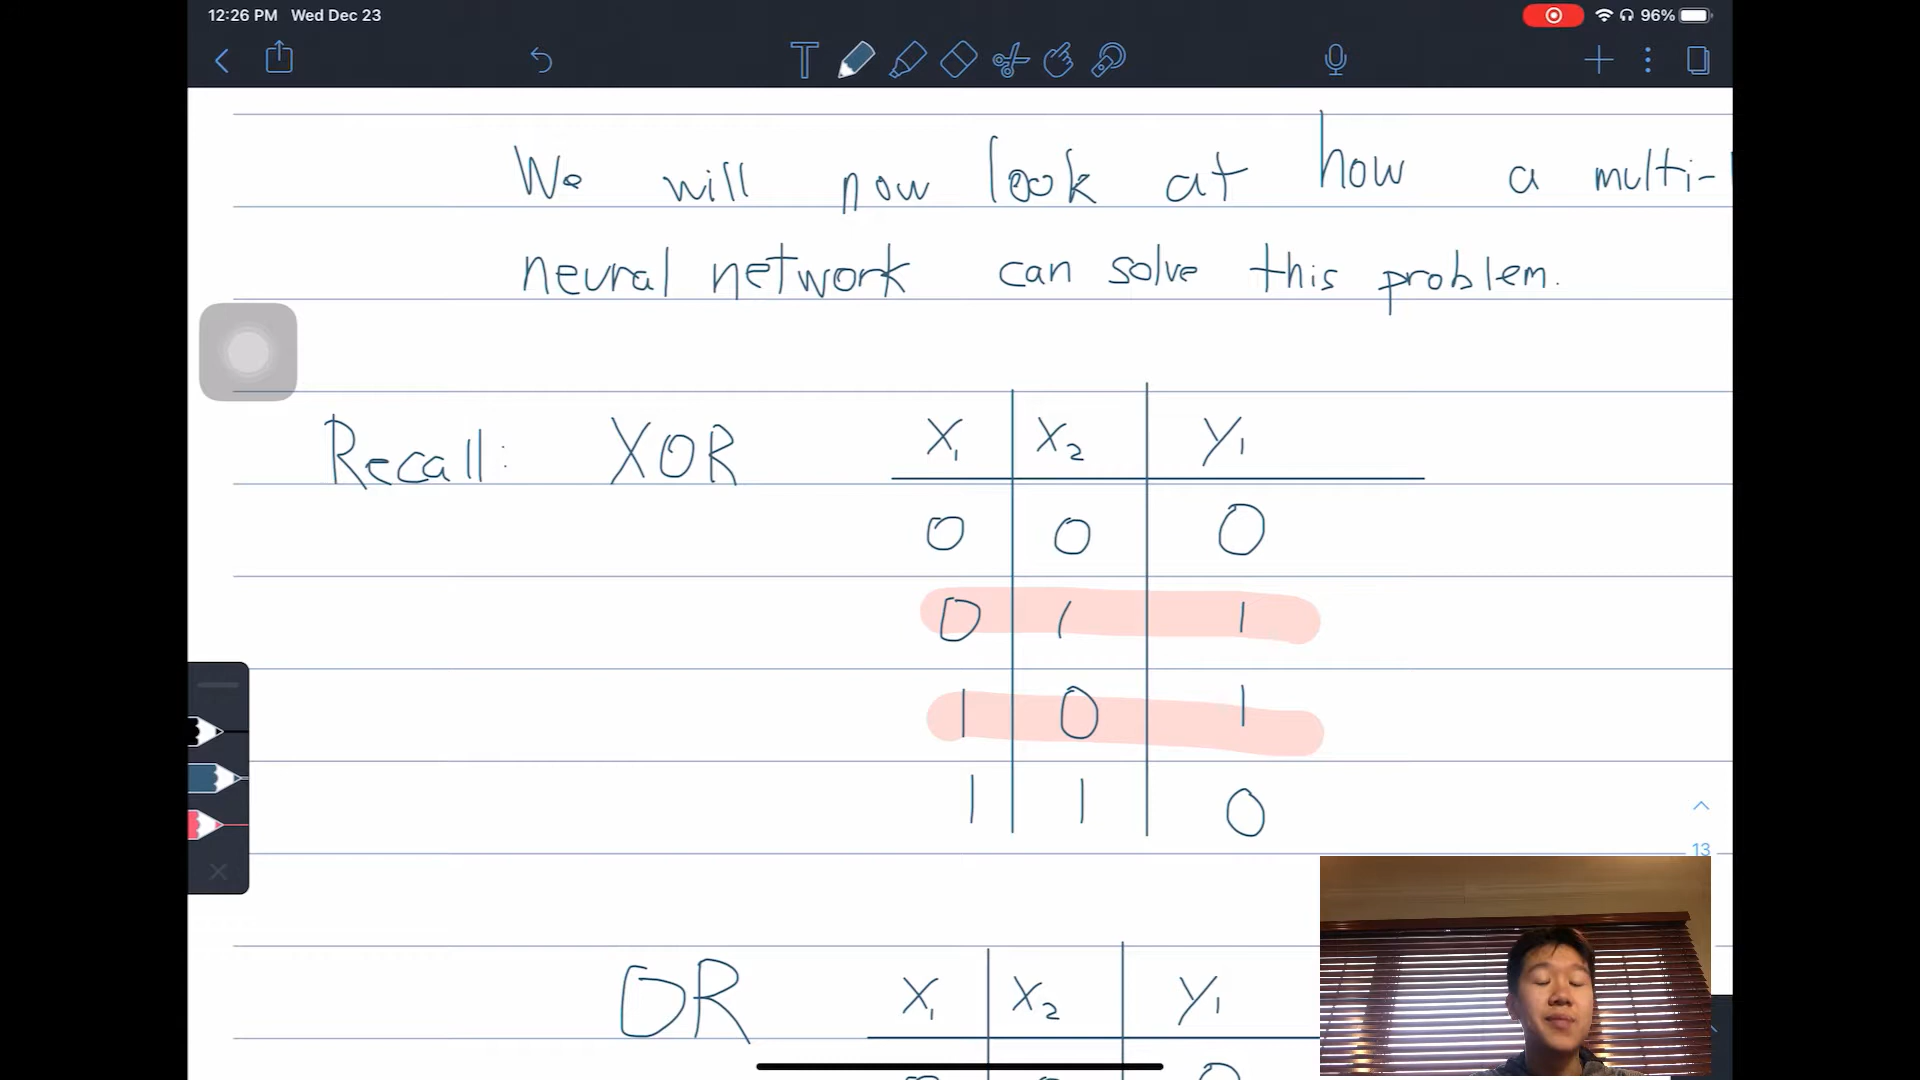 12:26 PM Wed Dec 23
96%
We will now look at how a multi-
neural network can solve this problem.
Recall: XOR
X1 X2 Y1
0 0 0
0 1 1
1 0 1
1 1 0
13
OR X1 X2 Y1